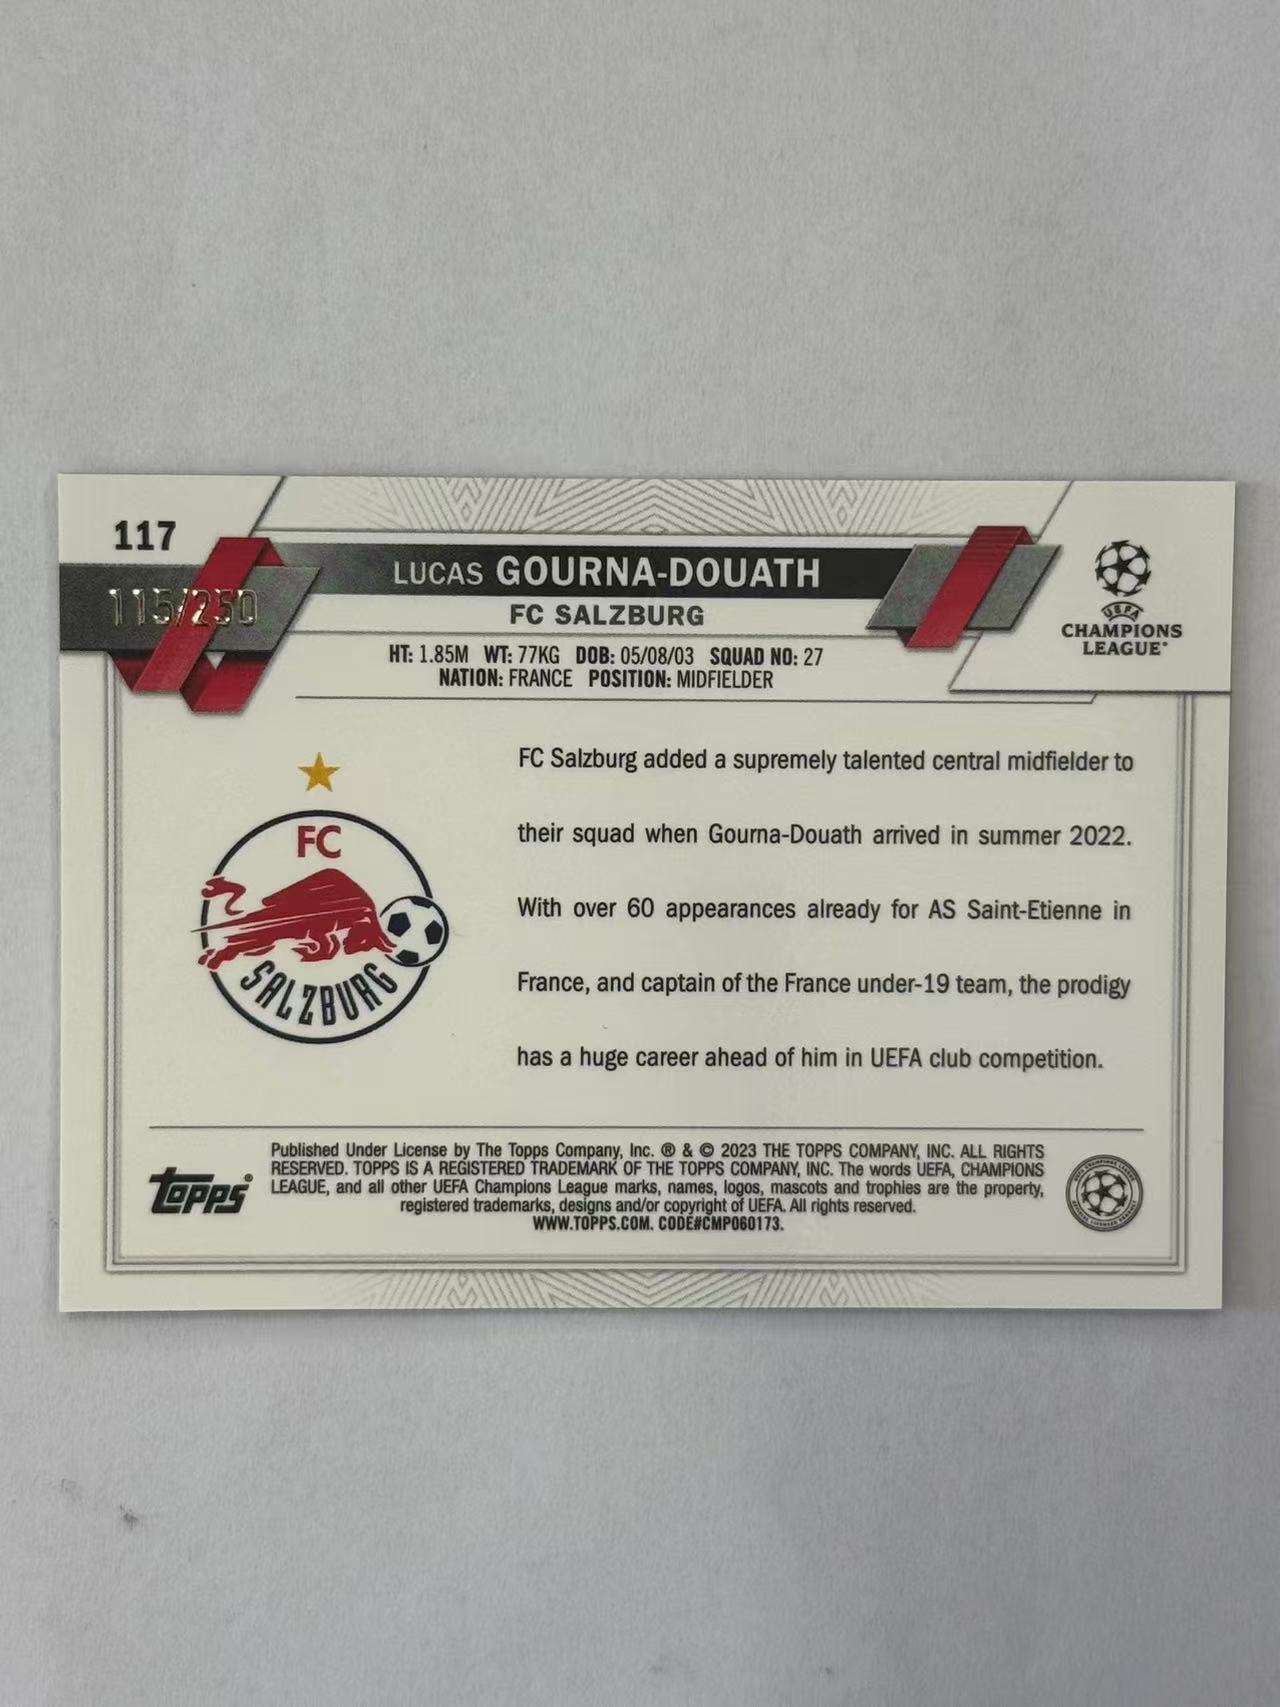 117
115/250
LUCAS GOURNA-DOUATH
FC SALZBURG
HT: 1.85M WT: 77KG DOB: 05/08/03 SQUAD NO: 27
NATION: FRANCE POSITION: MIDFIELDER
UEFA
CHAMPIONS
LEAGUE®
FC
SALZBURG
FC Salzburg added a supremely talented central midfielder to
their squad when Gourna-Douath arrived in summer 2022.
With over 60 appearances already for AS Saint-Etienne in
France, and captain of the France under-19 team, the prodigy
has a huge career ahead of him in UEFA club competition.
topps®
Published Under License by The Topps Company, Inc. ® & © 2023 THE TOPPS COMPANY, INC. ALL RIGHTS
RESERVED. TOPPS IS A REGISTERED TRADEMARK OF THE TOPPS COMPANY, INC. The words UEFA, CHAMPIONS
LEAGUE, and all other UEFA Champions League marks, names, logos, mascots and trophies are the property,
registered trademarks, designs and/or copyright of UEFA. All rights reserved.
WWW.TOPPS.COM. CODE#CMP060173.